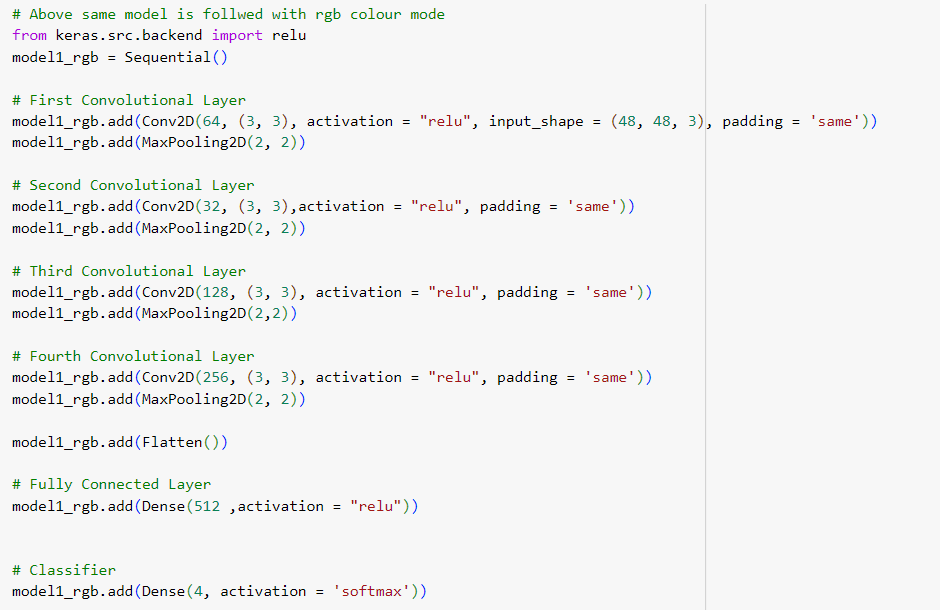 # Above same model is follwed with rgb colour mode
from keras.src.backend import relu
model1_rgb = Sequential()
# First Convolutional Layer
model1_rgb.add(Conv2D(64, (3, 3), activation = "relu", input_shape = (48, 48, 3), padding = 'same'))
model1_rgb.add(MaxPooling2D(2, 2))
# Second Convolutional Layer
model1_rgb.add(Conv2D(32, (3, 3),activation = "relu", padding = 'same'))
model1_rgb.add(MaxPooling2D(2, 2))
# Third Convolutional Layer
model1_rgb.add(Conv2D(128, (3, 3), activation = "relu", padding = 'same'))
model1_rgb.add(MaxPooling2D(2,2))
# Fourth Convolutional Layer
model1_rgb.add(Conv2D(256, (3, 3), activation = "relu", padding = 'same'))
model1_rgb.add(MaxPooling2D(2, 2))
model1_rgb.add(Flatten())
# Fully Connected Layer
model1_rgb.add(Dense(512 ,activation = "relu"))
# Classifier
model1_rgb.add(Dense(4, activation = 'softmax'))